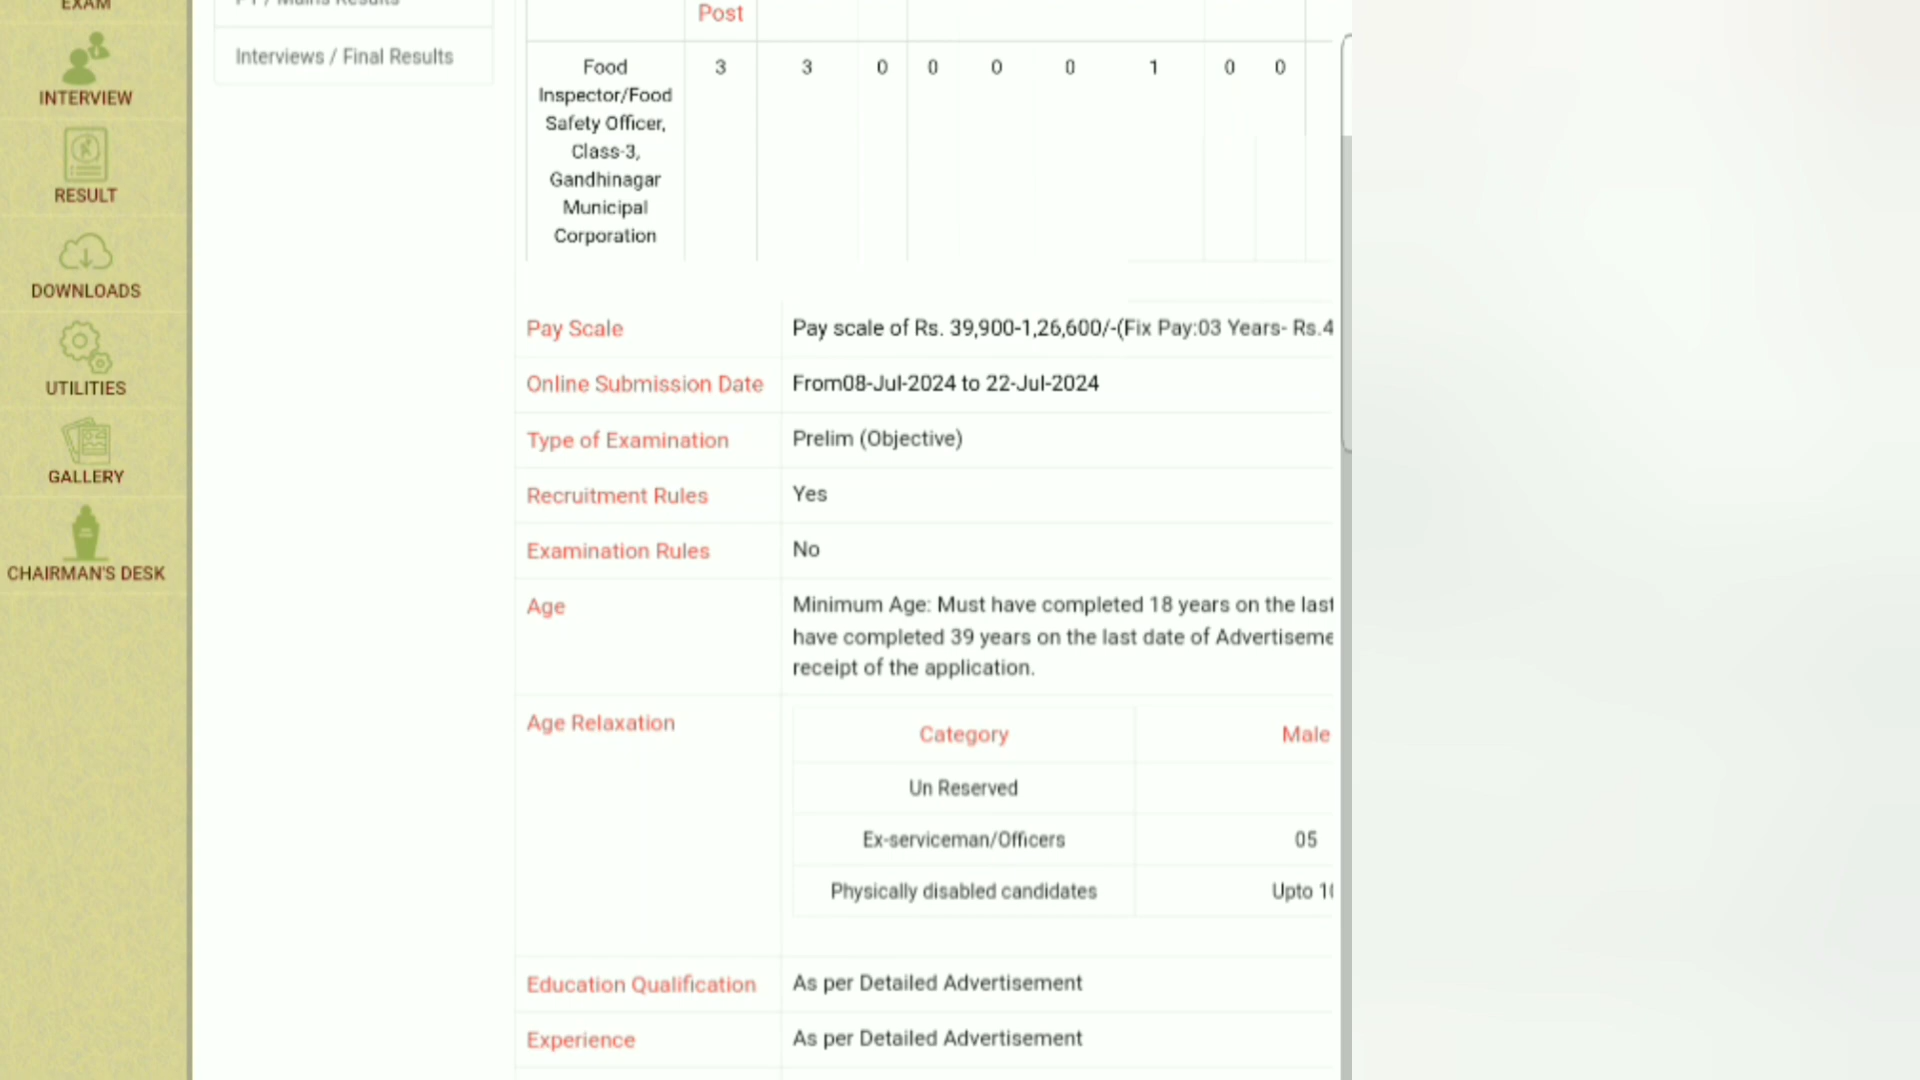 EXAM
INTERVIEW
RESULT
DOWNLOADS
UTILITIES
GALLERY
CHAIRMAN'S DESK
Results
Interviews / Final Results
Post
Food Inspector/Food Safety Officer, Class-3, Gandhinagar Municipal Corporation 3 3 0 0 0 0 1 0 0
Pay Scale Pay scale of Rs. 39,900-1,26,600/-(Fix Pay:03 Years- Rs.4
Online Submission Date From08-Jul-2024 to 22-Jul-2024
Type of Examination Prelim (Objective)
Recruitment Rules Yes
Examination Rules No
Age Minimum Age: Must have completed 18 years on the last
have completed 39 years on the last date of Advertiseme
receipt of the application.
Age Relaxation
Category Male
Un Reserved
Ex-serviceman/Officers 05
Physically disabled candidates Upto 10
Education Qualification As per Detailed Advertisement
Experience As per Detailed Advertisement